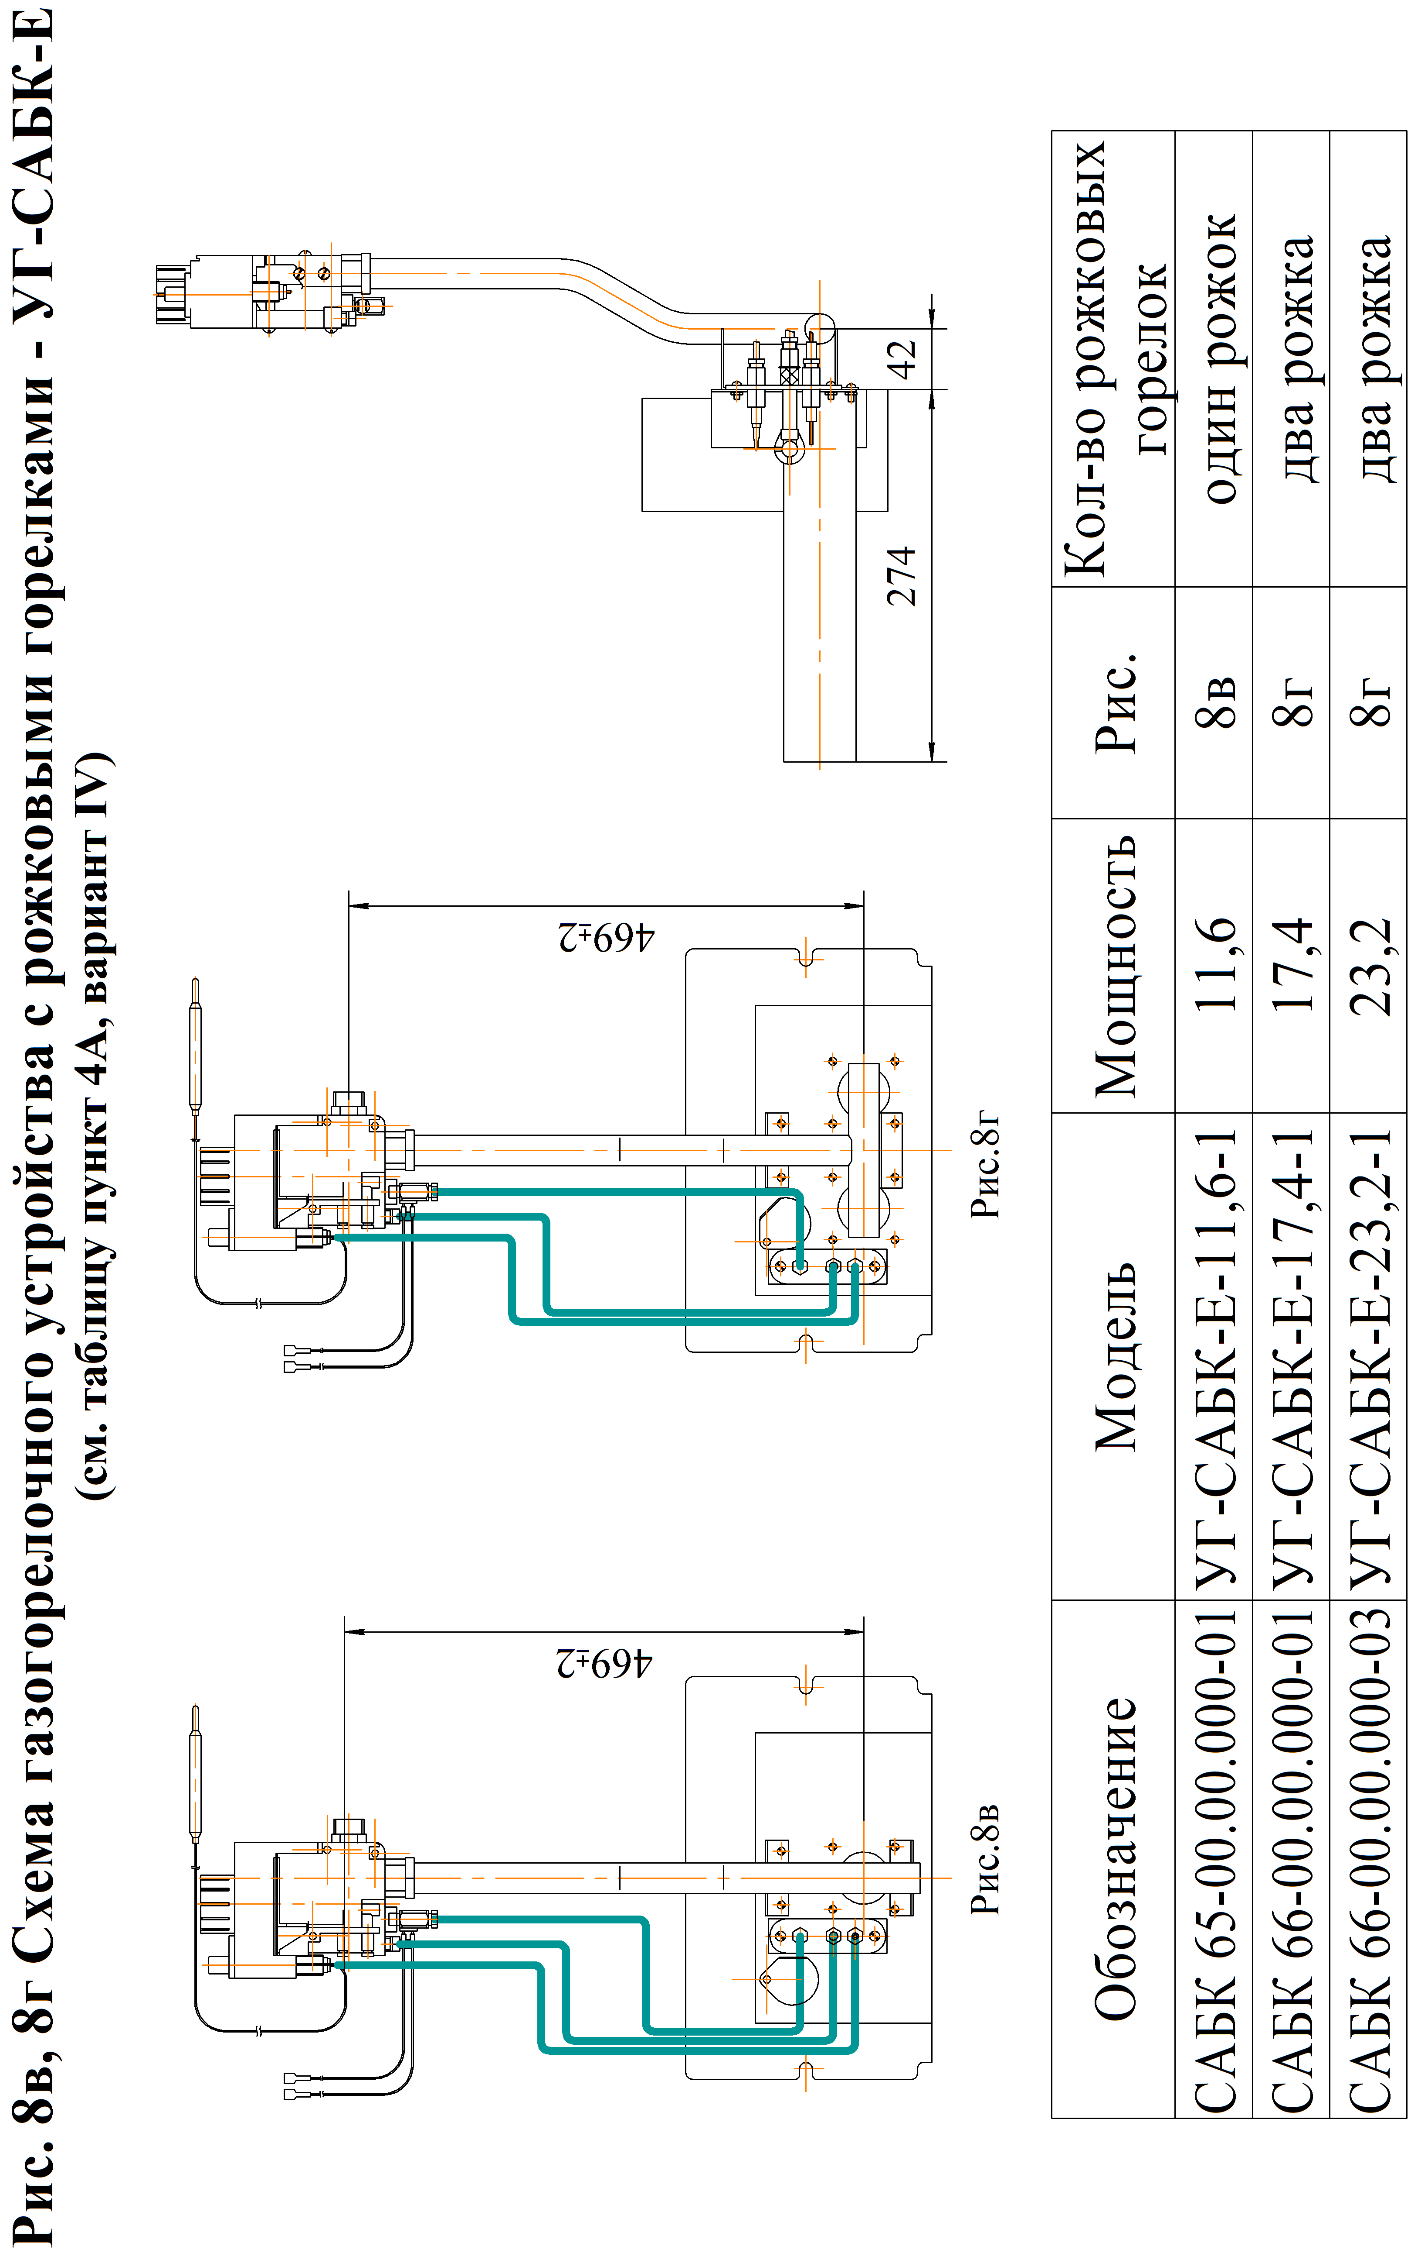 Рис. 8в, 8г Схема газогорелочного устройства с рожковыми горелками - УГ-САБК-Е
(см. таблицу пункт 4А, вариант IV)
469±2
469±2
274
42
Рис.8в
Рис.8г
Обозначение Модель Мощность Рис. Кол-во рожковых
горелок
САБК 65-00.00.000-01 УГ-САБК-Е-11,6-1 11,6 8в один рожок
САБК 66-00.00.000-01 УГ-САБК-Е-17,4-1 17,4 8г два рожка
САБК 66-00.00.000-03 УГ-САБК-Е-23,2-1 23,2 8г два рожка